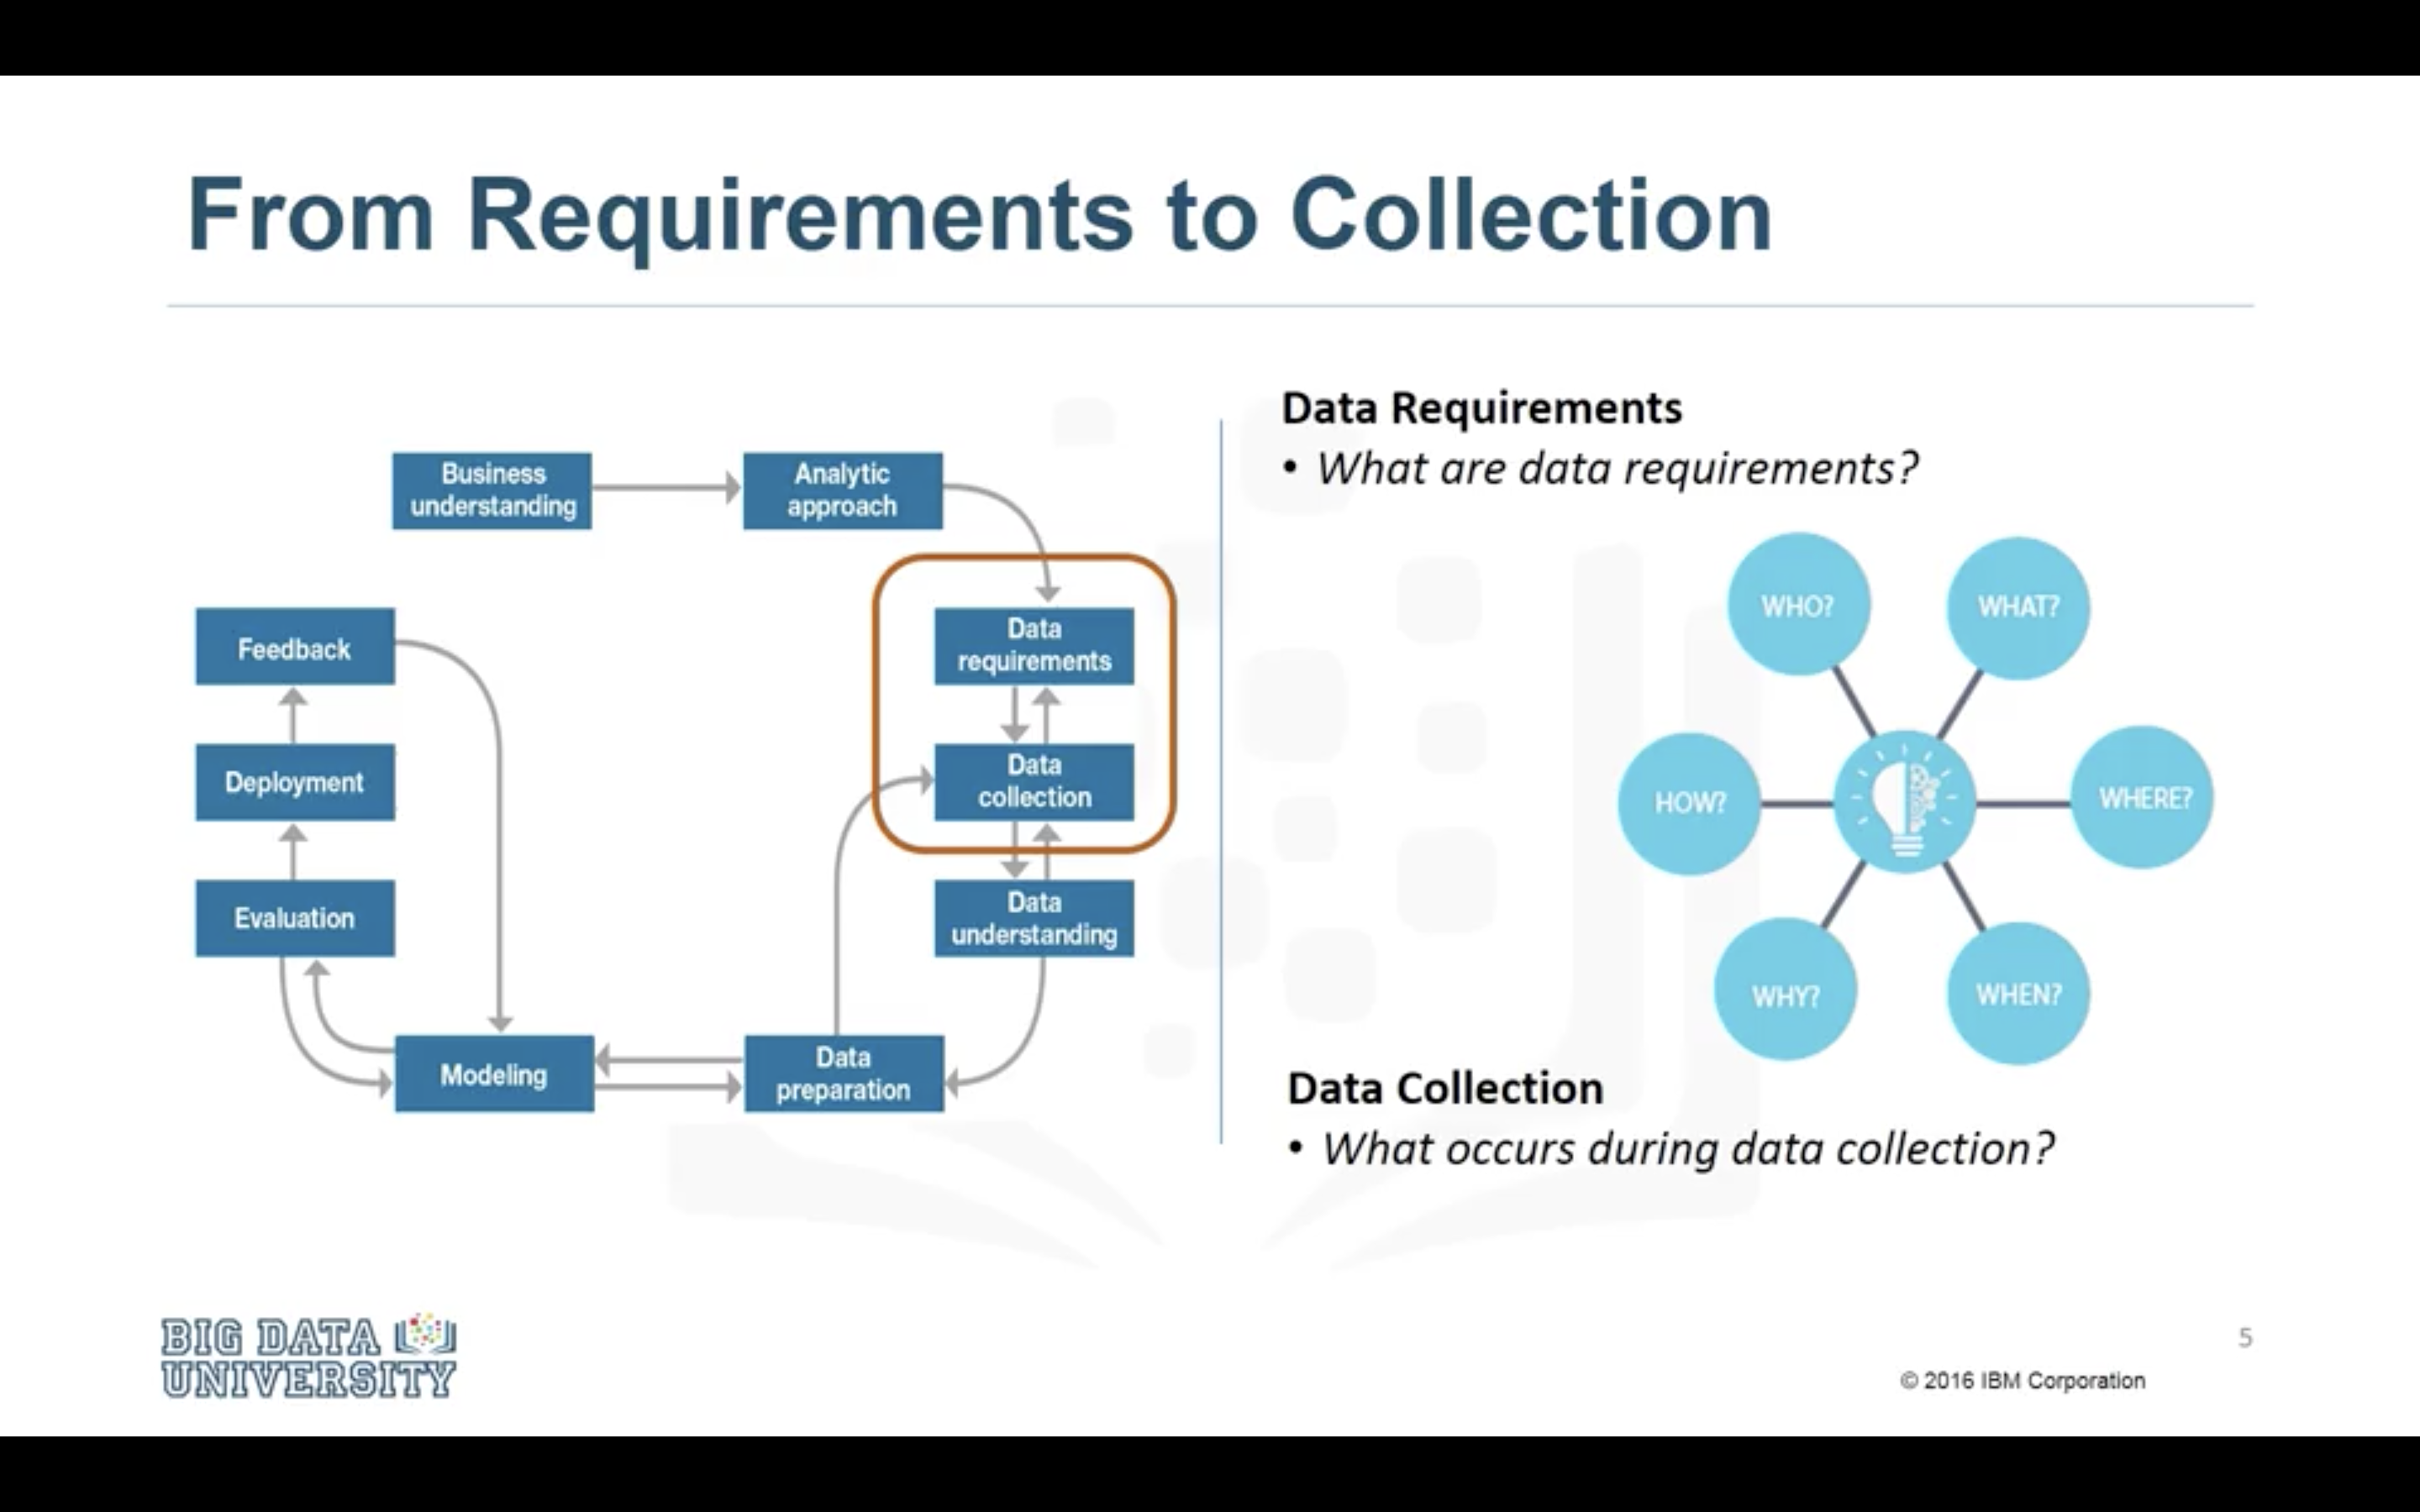 From Requirements to Collection
Business
understanding
Analytic
approach
Data
requirements
Data
collection
Data
understanding
Data
preparation
Modeling
Evaluation
Deployment
Feedback
Data Requirements
• What are data requirements?
WHO?
WHAT?
HOW?
WHERE?
WHY?
WHEN?
Data Collection
• What occurs during data collection?
BIG DATA
UNIVERSITY
5
© 2016 IBM Corporation